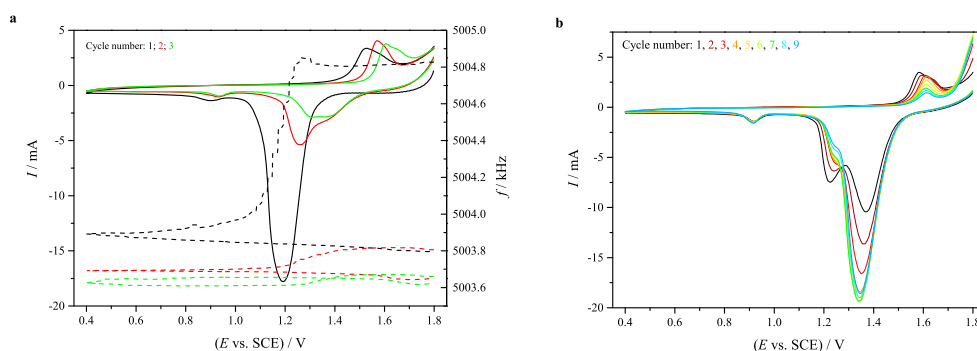 a
Cycle number: 1; 2; 3
5
0
-5
-10
-15
-20
I / mA
5005.0
5004.8
5004.6
5004.4
5004.2
5004.0
5003.8
5003.6
f / kHz
0.4 0.6 0.8 1.0 1.2 1.4 1.6 1.8
(E vs. SCE) / V
b
Cycle number: 1, 2, 3, 4, 5, 6, 7, 8, 9
5
0
-5
-10
-15
-20
I / mA
0.4 0.6 0.8 1.0 1.2 1.4 1.6 1.8
(E vs. SCE) / V